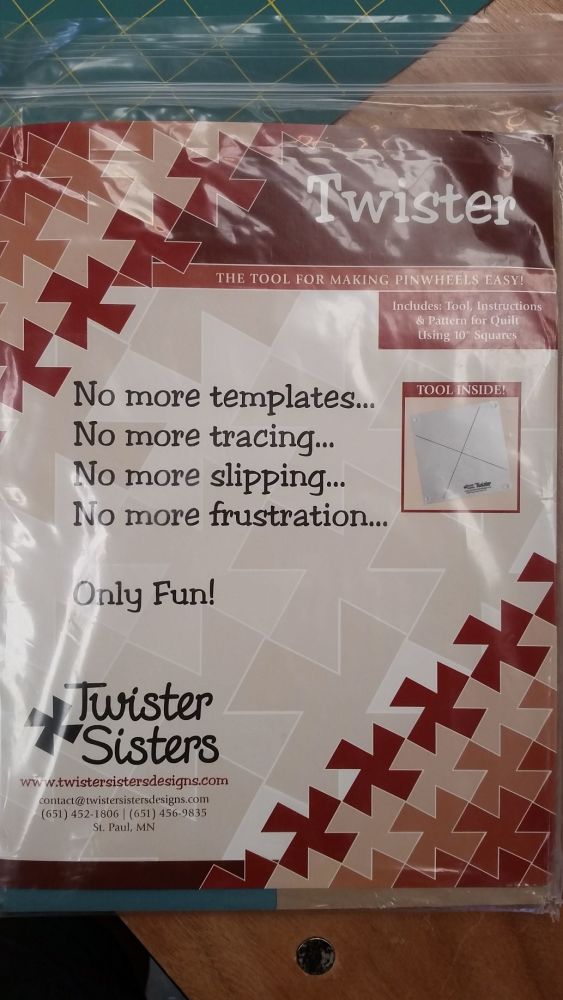 Twister
THE TOOL FOR MAKING PINWHEELS EASY!
Includes: Tool, Instructions
& Pattern for Quilt
Using 10" Squares
TOOL INSIDE!
No more templates...
No more tracing...
No more slipping...
No more frustration...
Only Fun!
Twister
Sisters
www.twistersistersdesigns.com
contact@twistersistersdesigns.com
(651) 452-1806 | (651) 456-9835
St. Paul, MN